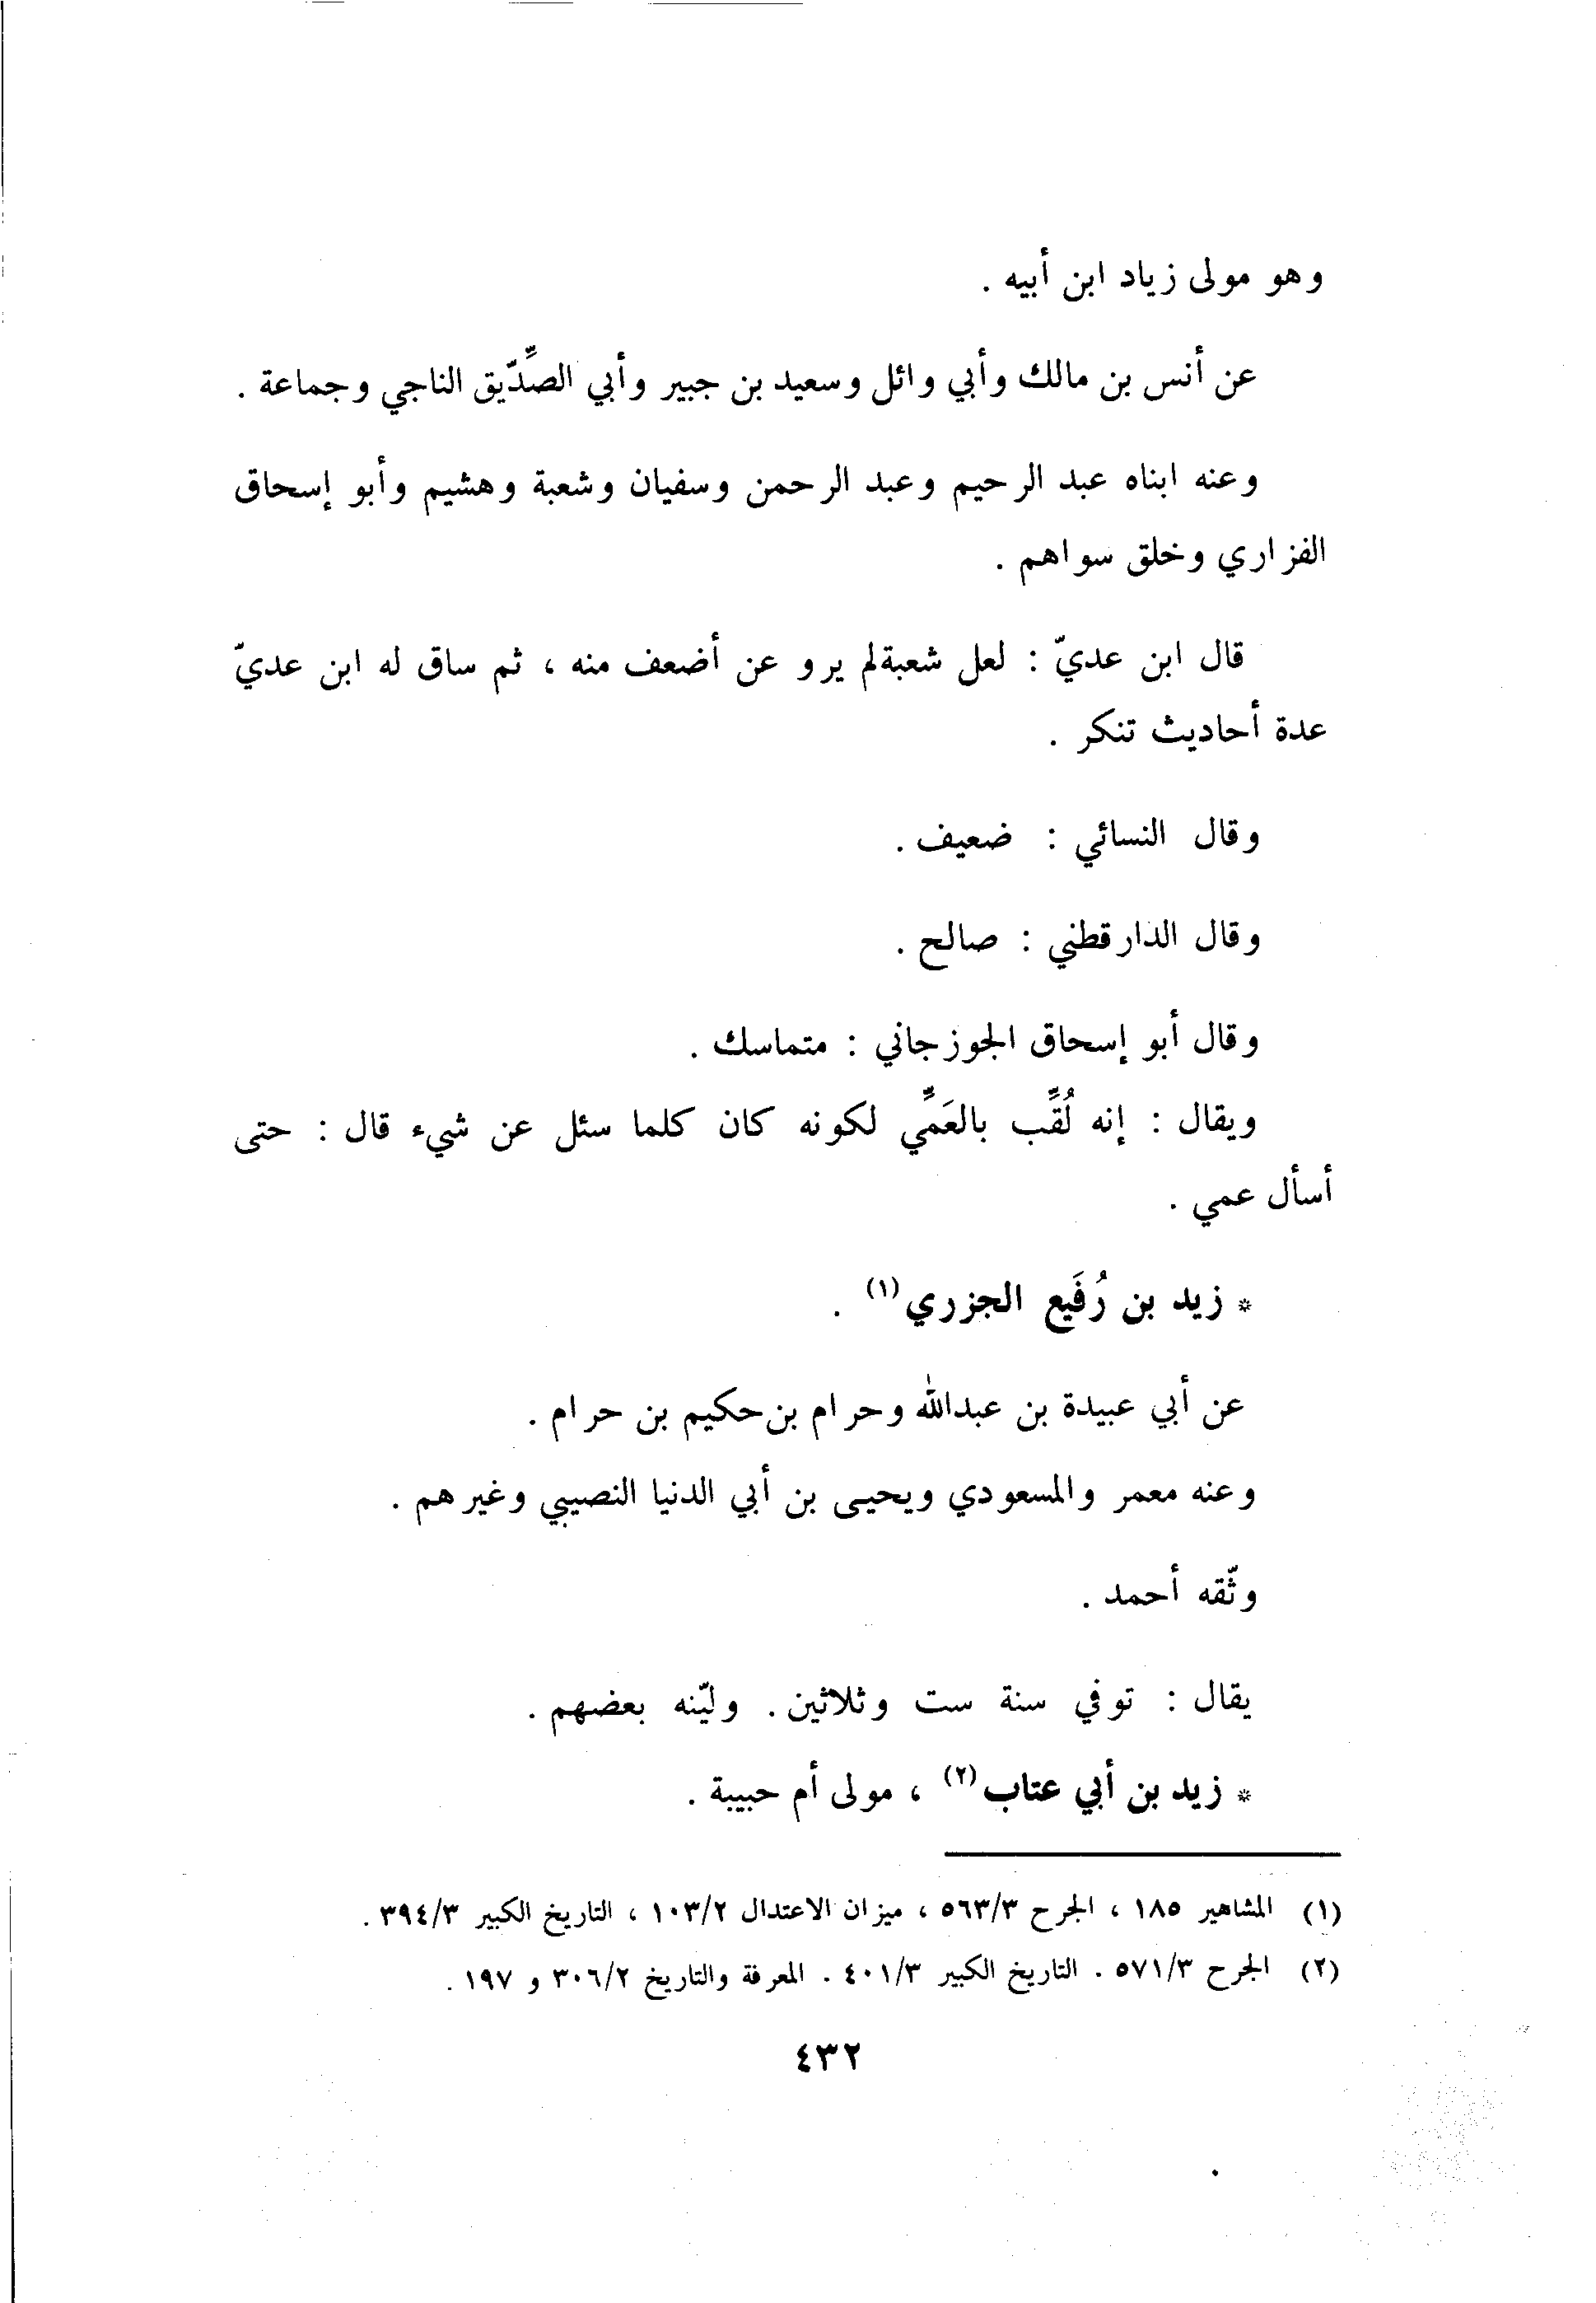 وهو مولى زياد ابن أبيه .
عن أنس بن مالك وأبي وائل وسعيد بن جبير وأبي الصِّدّيق الناجي وجماعة .
وعنه ابناه عبد الرحيم وعبد الرحمن وسفيان وشعبة وهشيم وأبو إسحاق
الفزاري وخلق سواهم .
قال ابن عديّ : لعل شعبة لم يرو عن أضعف منه ، ثم ساق له ابن عديّ
عدة أحاديث تنكر .
وقال النسائي : ضعيف .
وقال الدارقطني : صالح .
وقال أبو إسحاق الجوزجاني : متماسك .
ويقال : إنه لُقِّب بالعَمِّي لكونه كان كلما سئل عن شيء قال : حتى
أسأل عمي .
* زيد بن رُفَيع الجزري (١) .
عن أبي عبيدة بن عبدالله وحرام بن حكيم بن حرام .
وعنه معمر والمسعودي ويحيى بن أبي الدنيا النصيبي وغيرهم .
وثّقه أحمد .
يقال : توفي سنة ست وثلاثين . وليّنه بعضهم .
* زيد بن أبي عتاب (٢) ، مولى أم حبيبة .
(١) المشاهير ١٨٥ ، الجرح ٥٦٣/٣ ، ميزان الاعتدال ١٠٣/٢ ، التاريخ الكبير ٣٩٤/٣ .
(٢) الجرح ٥٧١/٣ . التاريخ الكبير ٤٠١/٣ . المعرفة والتاريخ ٣٠٦/٢ و ١٩٧ .
٤٣٢